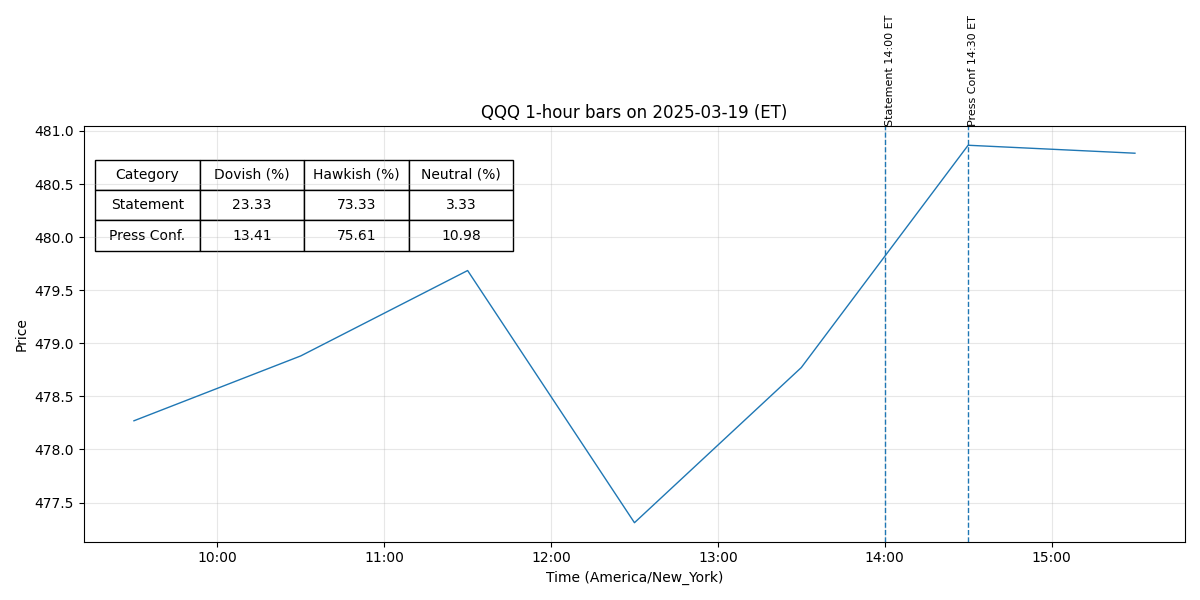 Statement 14:00 ET
Press Conf 14:30 ET
QQQ 1-hour bars on 2025-03-19 (ET)
481.0
480.5
480.0
479.5
479.0
478.5
478.0
477.5
Price
Category Dovish (%) Hawkish (%) Neutral (%)
Statement 23.33 73.33 3.33
Press Conf. 13.41 75.61 10.98
10:00 11:00 12:00 13:00 14:00 15:00
Time (America/New_York)